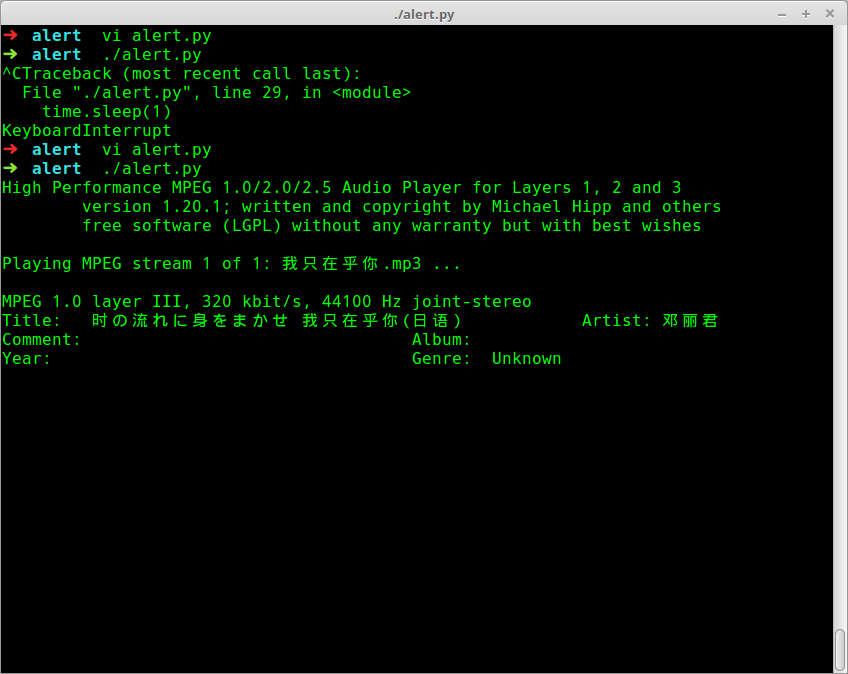 ./alert.py
➜ alert vi alert.py
➜ alert ./alert.py
^CTraceback (most recent call last):
File "./alert.py", line 29, in <module>
time.sleep(1)
KeyboardInterrupt
➜ alert vi alert.py
➜ alert ./alert.py
High Performance MPEG 1.0/2.0/2.5 Audio Player for Layers 1, 2 and 3
version 1.20.1; written and copyright by Michael Hipp and others
free software (LGPL) without any warranty but with best wishes
Playing MPEG stream 1 of 1: 我只在乎你.mp3 ...
MPEG 1.0 layer III, 320 kbit/s, 44100 Hz joint-stereo
Title: 时の流れに身をまかせ 我只在乎你(日语) Artist: 邓丽君
Comment: Album:
Year: Genre: Unknown